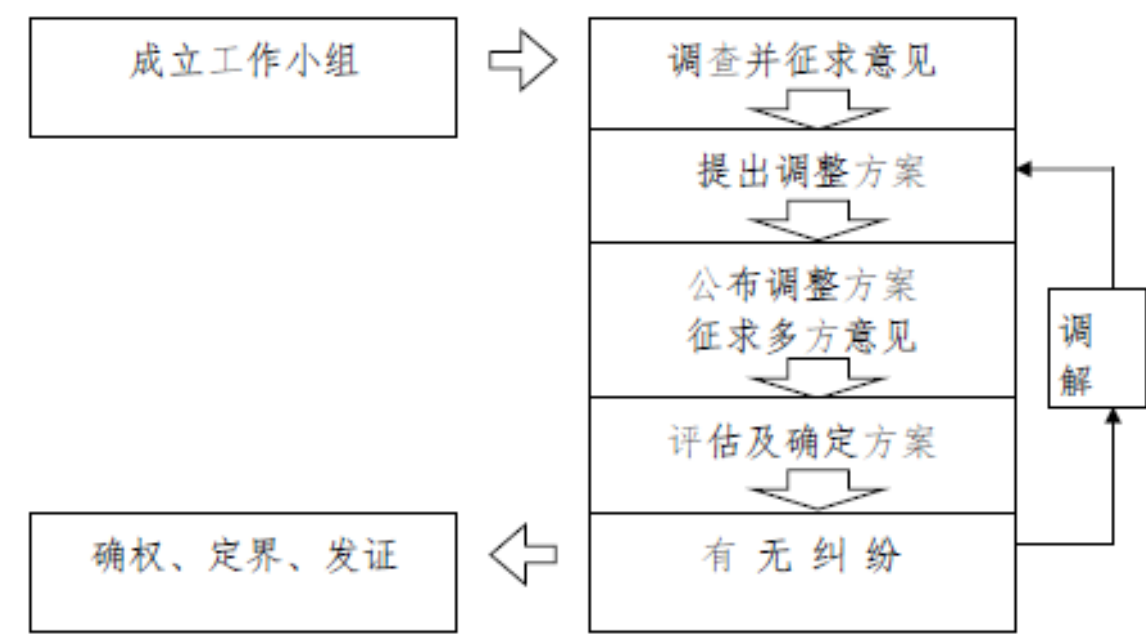 成立工作小组
调查并征求意见
提出调整方案
公布调整方案
征求多方意见
调
解
评估及确定方案
确权、定界、发证
有 无 纠 纷